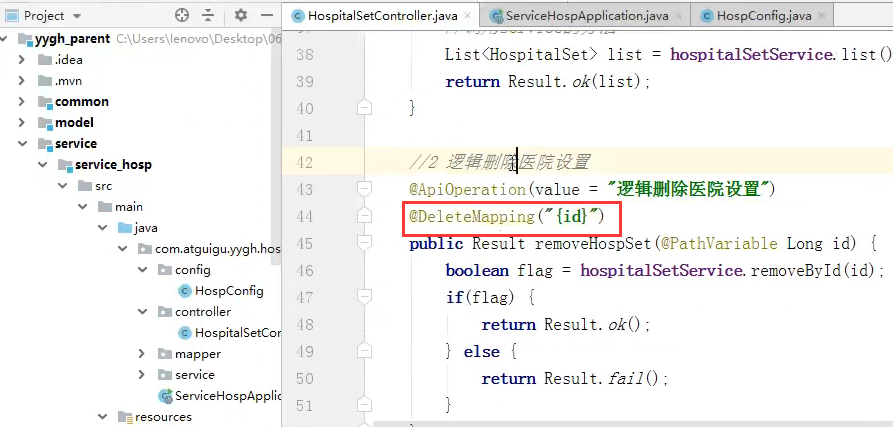 Project
yygh_parent C:\Users\lenovo\Desktop\06
.idea
.mvn
common
model
service
service_hosp
src
main
java
com.atguigu.yygh.hos
config
HospConfig
controller
HospitalSetCo
mapper
service
ServiceHospApplic
resources
HospitalSetController.java × ServiceHospApplication.java × HospConfig.java ×
38 List<HospitalSet> list = hospitalSetService.list()
39 return Result.ok(list);
40 }
41
42 //2 逻辑删除医院设置
43 @ApiOperation(value = "逻辑删除医院设置")
44 @DeleteMapping("{id}")
45 public Result removeHospSet(@PathVariable Long id) {
46 boolean flag = hospitalSetService.removeById(id);
47 if(flag) {
48 return Result.ok();
49 } else {
50 return Result.fail();
51 }